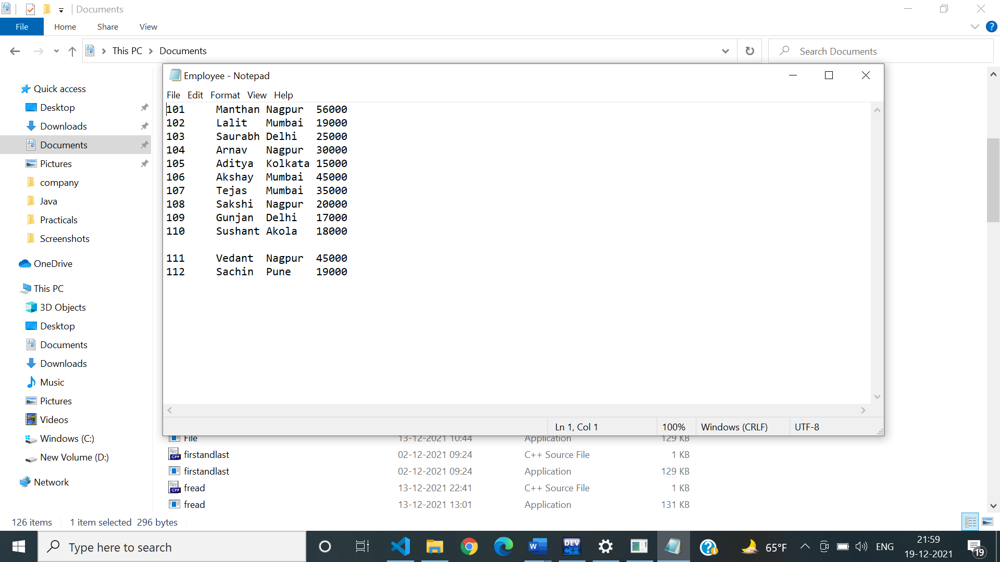 Documents
File Home Share View
This PC Documents
Search Documents
Employee - Notepad
File Edit Format View Help
101 Manthan Nagpur 56000
102 Lalit Mumbai 19000
103 Saurabh Delhi 25000
104 Arnav Nagpur 30000
105 Aditya Kolkata 15000
106 Akshay Mumbai 45000
107 Tejas Mumbai 35000
108 Sakshi Nagpur 20000
109 Gunjan Delhi 17000
110 Sushant Akola 18000
111 Vedant Nagpur 45000
112 Sachin Pune 19000
Ln 1, Col 1 100% Windows (CRLF) UTF-8
Quick access
Desktop
Downloads
Documents
Pictures
company
Java
Practicals
Screenshots
OneDrive
This PC
3D Objects
Desktop
Documents
Downloads
Music
Pictures
Videos
Windows (C:)
New Volume (D:)
Network
File 13-12-2021 10:44 Application 129 KB
firstandlast 02-12-2021 09:24 C++ Source File 1 KB
firstandlast 02-12-2021 09:24 Application 129 KB
fread 13-12-2021 22:41 C++ Source File 1 KB
fread 13-12-2021 13:01 Application 131 KB
126 items 1 item selected 296 bytes
Type here to search
DEV C++
65°F ENG
21:59
19-12-2021
19